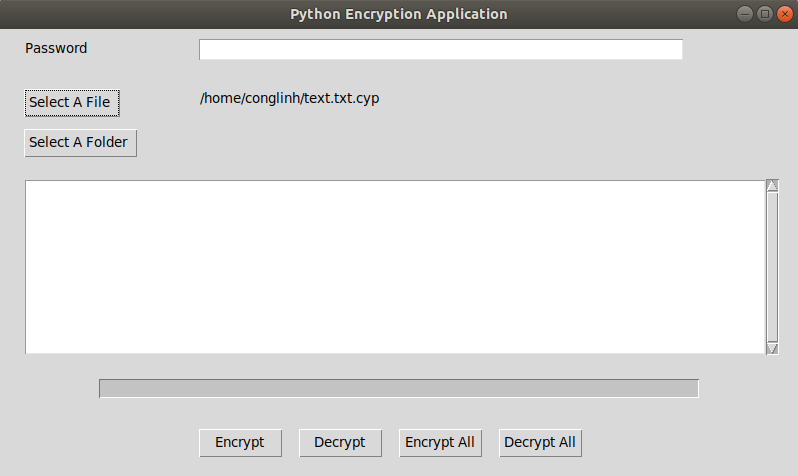 Python Encryption Application
Password
Select A File /home/conglinh/text.txt.cyp
Select A Folder
Encrypt Decrypt Encrypt All Decrypt All